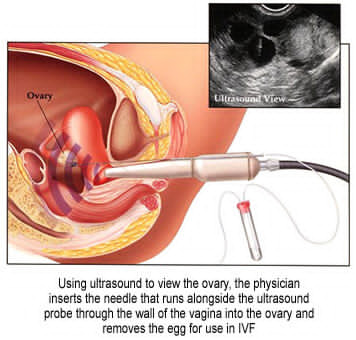 Ultrasound View
Ovary
Using ultrasound to view the ovary, the physician
inserts the needle that runs alongside the ultrasound
probe through the wall of the vagina into the ovary and
removes the egg for use in IVF